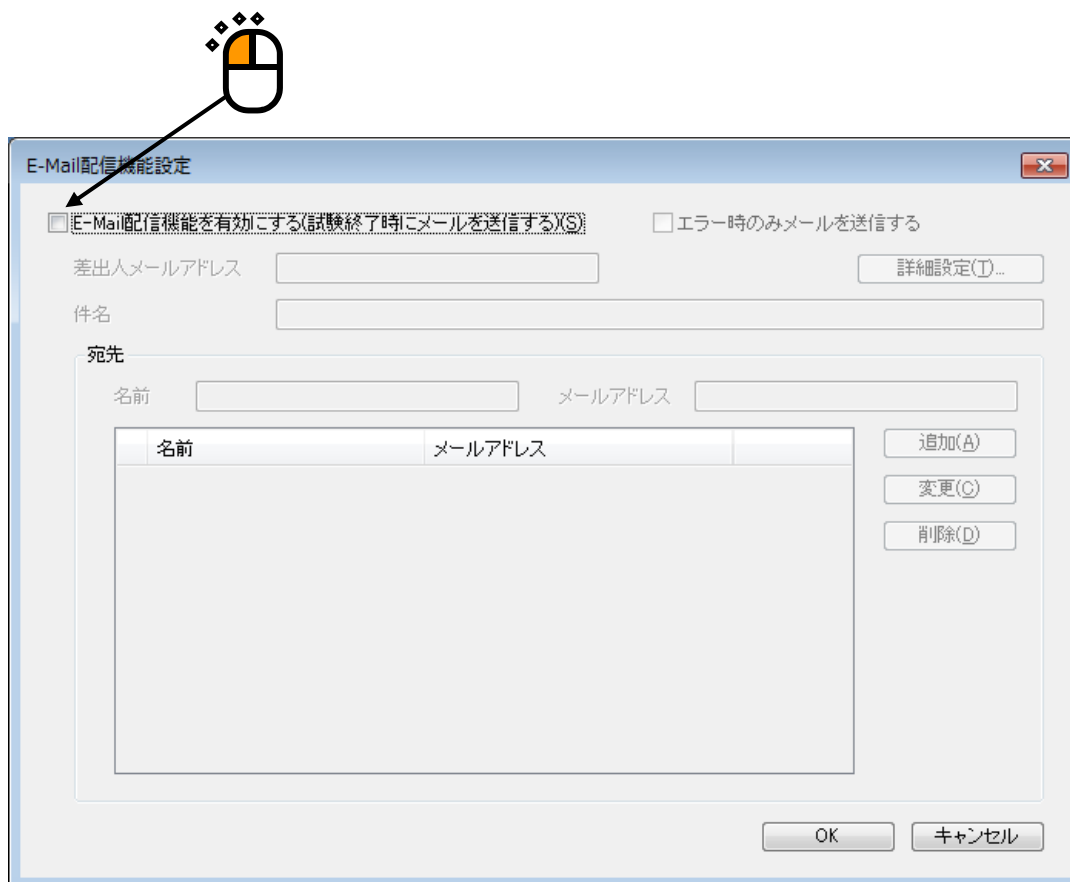 E-Mail配信機能設定
E-Mail配信機能を有効にする(試験終了時にメールを送信する)(S) エラー時のみメールを送信する
差出人メールアドレス 詳細設定(T)...
件名
宛先
名前 メールアドレス
名前 メールアドレス 追加(A)
変更(C)
削除(D)
OK キャンセル